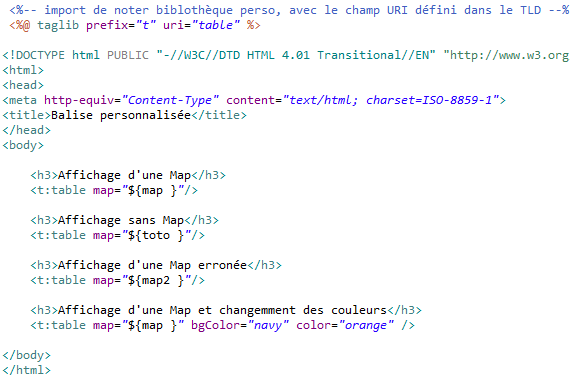 <%-- import de noter biblothèque perso, avec le champ URI défini dans le TLD --%
<%@ taglib prefix="t" uri="table" %>
<!DOCTYPE html PUBLIC "-//W3C//DTD HTML 4.01 Transitional//EN" "http://www.w3.org
<html>
<head>
<meta http-equiv="Content-Type" content="text/html; charset=ISO-8859-1">
<title>Balise personnalisée</title>
</head>
<body>
<h3>Affichage d'une Map</h3>
<t:table map="${map }"/>
<h3>Affichage sans Map</h3>
<t:table map="${toto }"/>
<h3>Affichage d'une Map erronée</h3>
<t:table map="${map2 }"/>
<h3>Affichage d'une Map et changemment des couleurs</h3>
<t:table map="${map }" bgColor="navy" color="orange" />
</body>
</html>